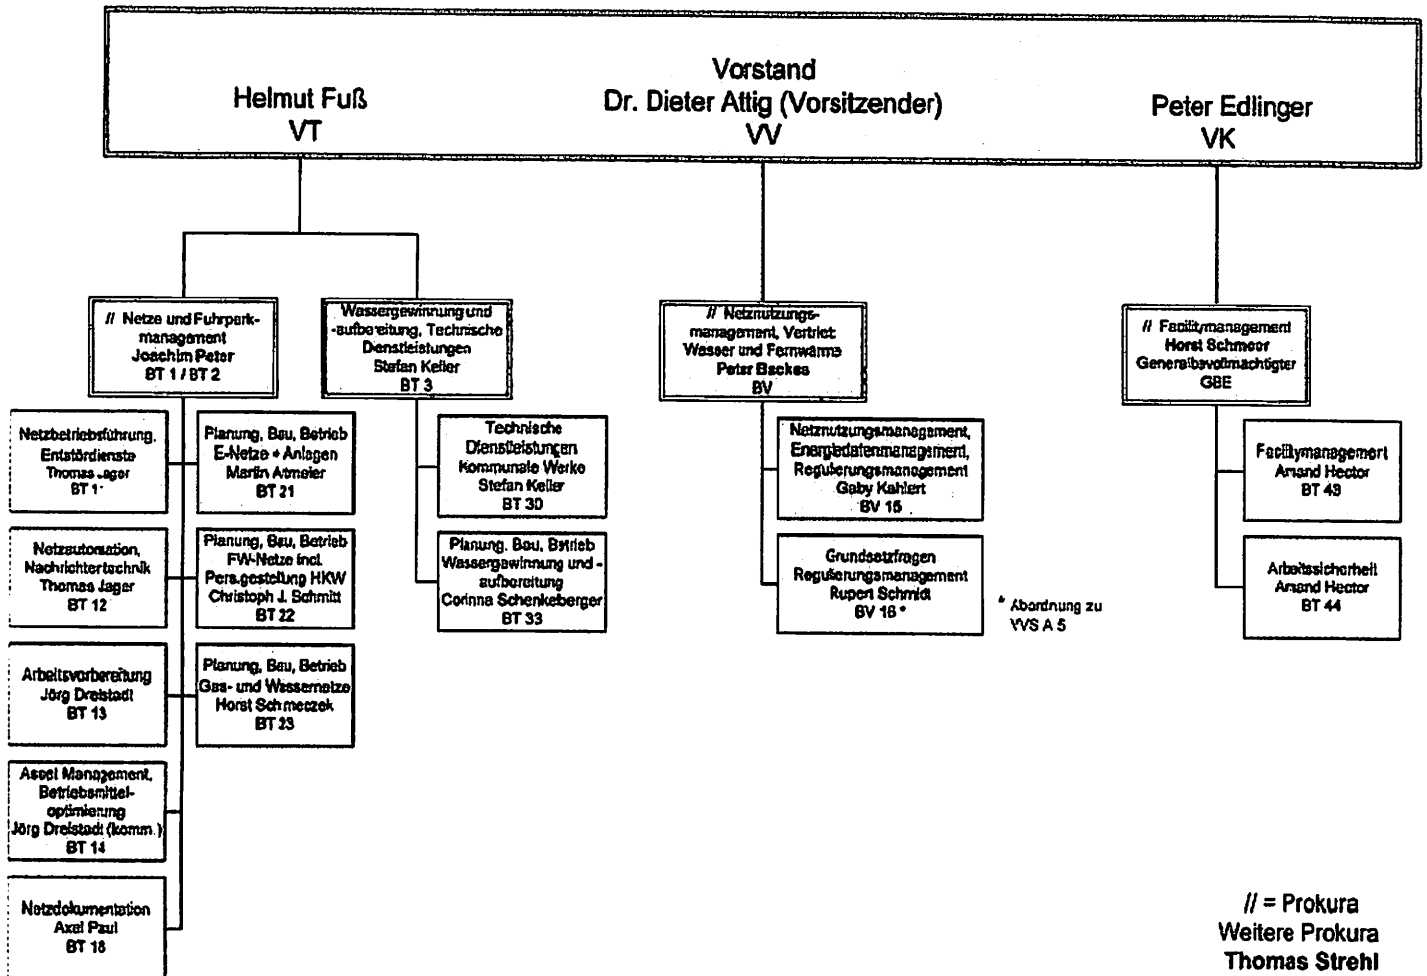 Vorstand
Helmut Fuß
VT
Dr. Dieter Attig (Vorsitzender)
VV
Peter Edlinger
VK
// Netze und Fuhrpark-
management
Joachim Peter
BT 1 / BT 2
Wassergewinnung und
-aufbereitung, Technische
Dienstleistungen
Stefan Keller
BT 3
// Netznutzungs-
management, Vertrieb
Wasser und Fernwärme
Peter Backes
BV
// Facilitymanagement
Horst Schmeer
Generalbevollmächtigter
GBE
Netzbetriebsführung,
Entstördienste
Thomas Jager
BT 1'
Planung, Bau, Betrieb
E-Netze + Anlagen
Martin Altmeier
BT 21
Netzautomation,
Nachrichtertechnik
Thomas Jager
BT 12
Planung, Bau, Betrieb
FW-Netze incl.
Pers.gestellung HKW
Christoph J. Schmitt
BT 22
Arbeitsvorbereitung
Jörg Dreistadt
BT 13
Planung, Bau, Betrieb
Gas- und Wassernetze
Horst Schmeczek
BT 23
Asset Management,
Betriebsmittel-
optimierung
Jörg Dreistadt (komm.)
BT 14
Netzdokumentation
Axel Paul
BT 18
Technische
Dienstleistungen
Kommunale Werke
Stefan Keller
BT 30
Planung, Bau, Betrieb
Wassergewinnung und -
aufbereitung
Corinna Schenkeberger
BT 33
Netznutzungsmanagement,
Energiedatenmanagement,
Regulierungsmanagement
Gaby Kahlert
BV 15
Grundsatzfragen
Regulierungsmanagement
Rupert Schmidt
BV 16 *
* Abordnung zu
VVS A 5
Facilitymanagement
Amand Hector
BT 43
Arbeitssicherheit
Amand Hector
BT 44
// = Prokura
Weitere Prokura
Thomas Strehl